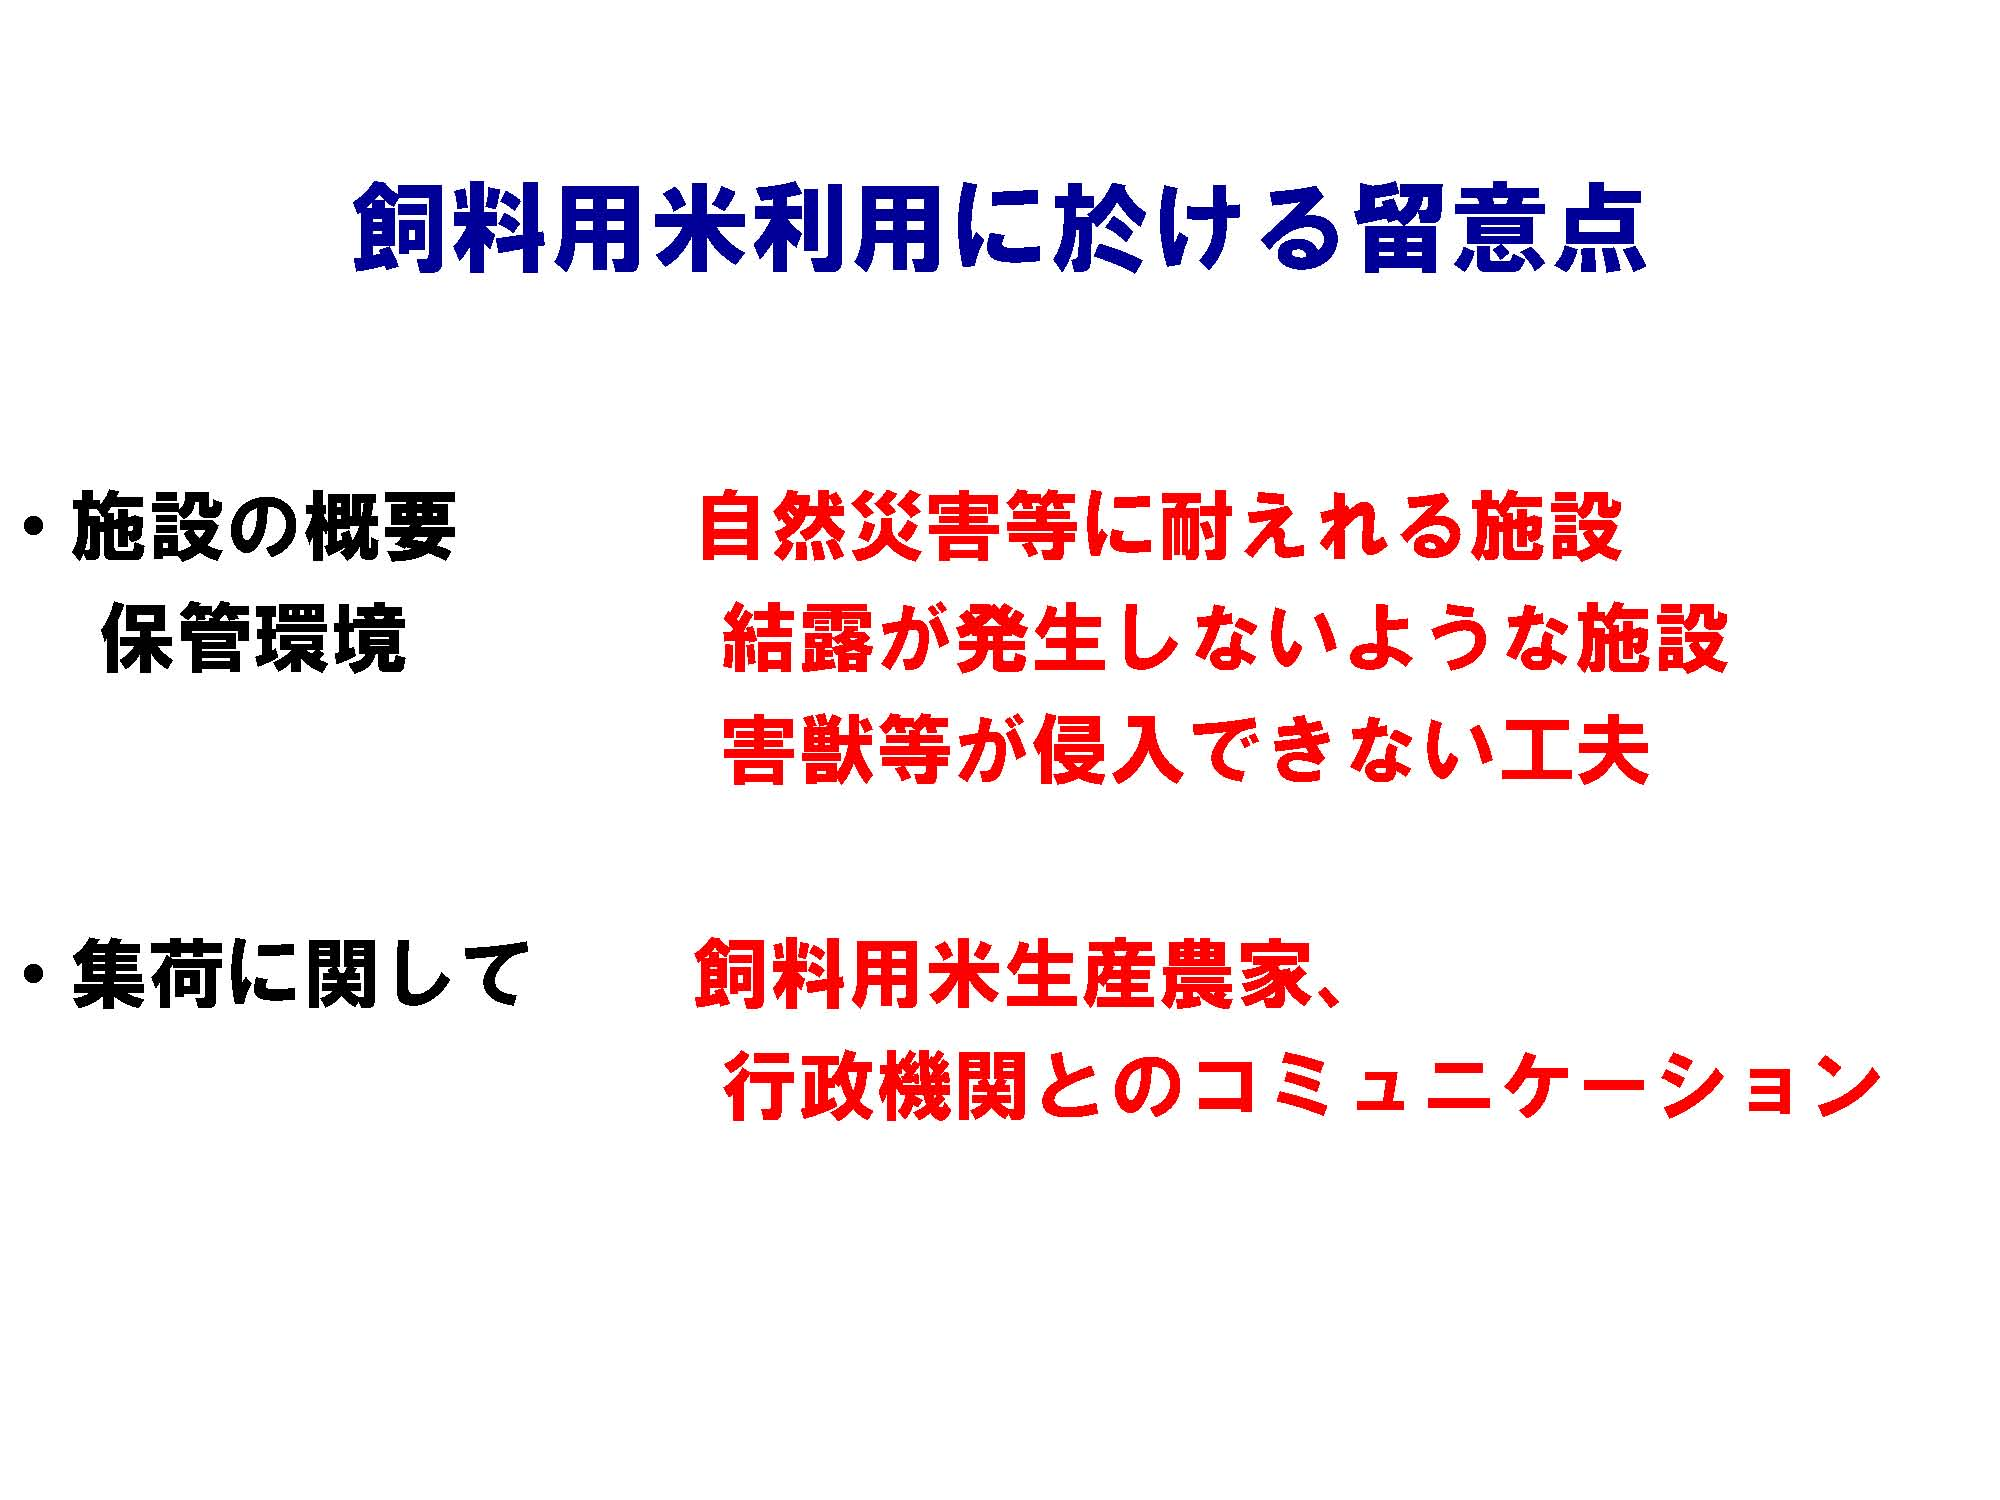 飼料用米利用に於ける留意点
・施設の概要　　　自然災害等に耐えれる施設
保管環境　　　　結露が発生しないような施設
害獣等が侵入できない工夫
・集荷に関して　　飼料用米生産農家、
行政機関とのコミュニケーション